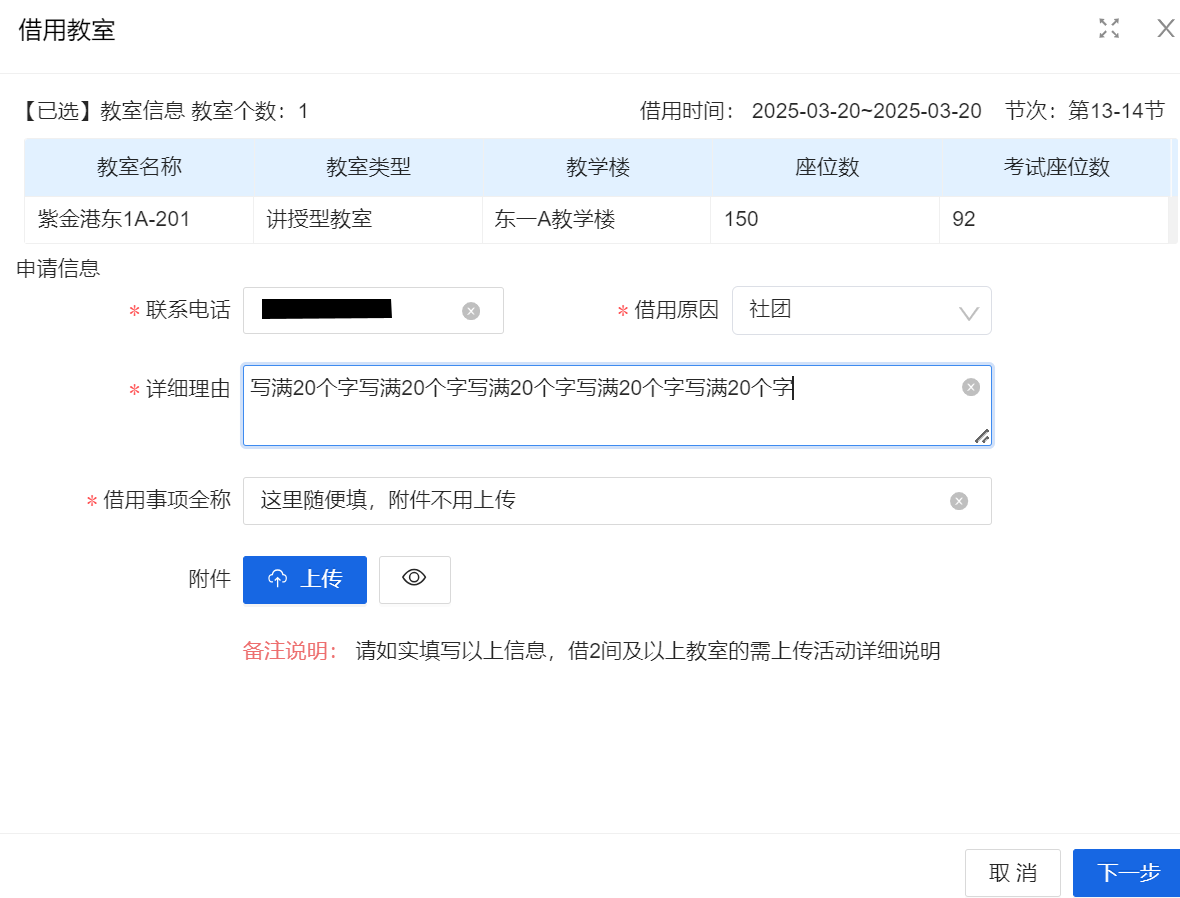 借用教室
【已选】教室信息 教室个数：1 借用时间： 2025-03-20~2025-03-20 节次：第13-14节
教室名称 教室类型 教学楼 座位数 考试座位数
紫金港东1A-201 讲授型教室 东一A教学楼 150 92
申请信息
* 联系电话 * 借用原因 社团
* 详细理由 写满20个字写满20个字写满20个字写满20个字写满20个字
* 借用事项全称 这里随便填，附件不用上传
附件 上传
备注说明： 请如实填写以上信息，借2间及以上教室的需上传活动详细说明
取 消 下一步